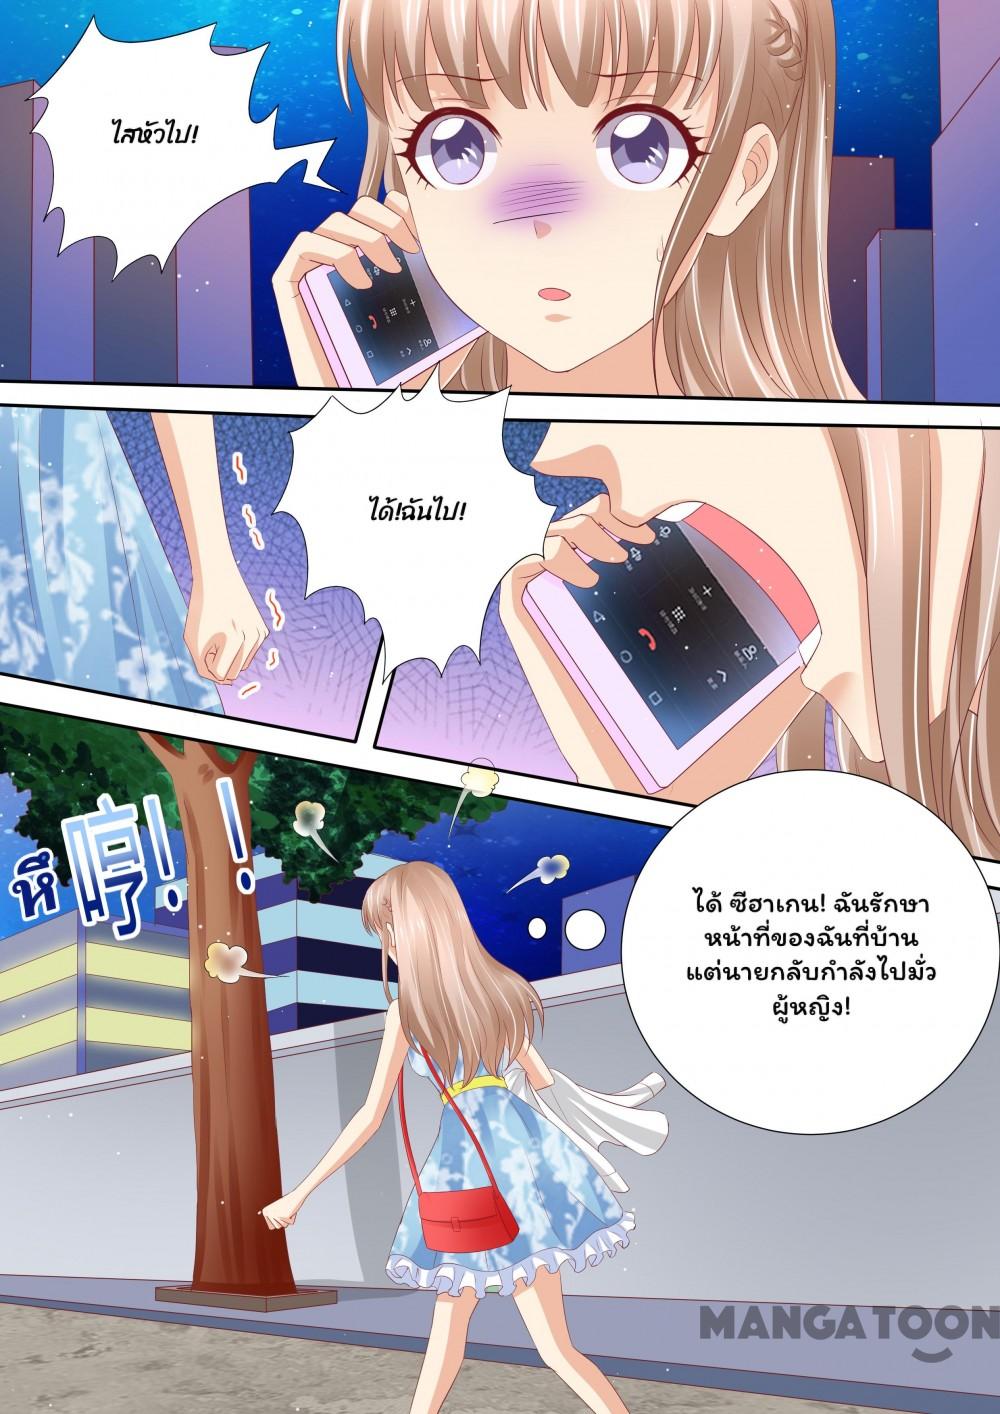 ไสหัวไป!
ได้!ฉันไป!
หึ
哼!!
ได้ ซีฮาเกน! ฉันรักษา
หน้าที่ของฉันที่บ้าน
แต่นายกลับกำลังไปมั่ว
ผู้หญิง!
MANGATOON